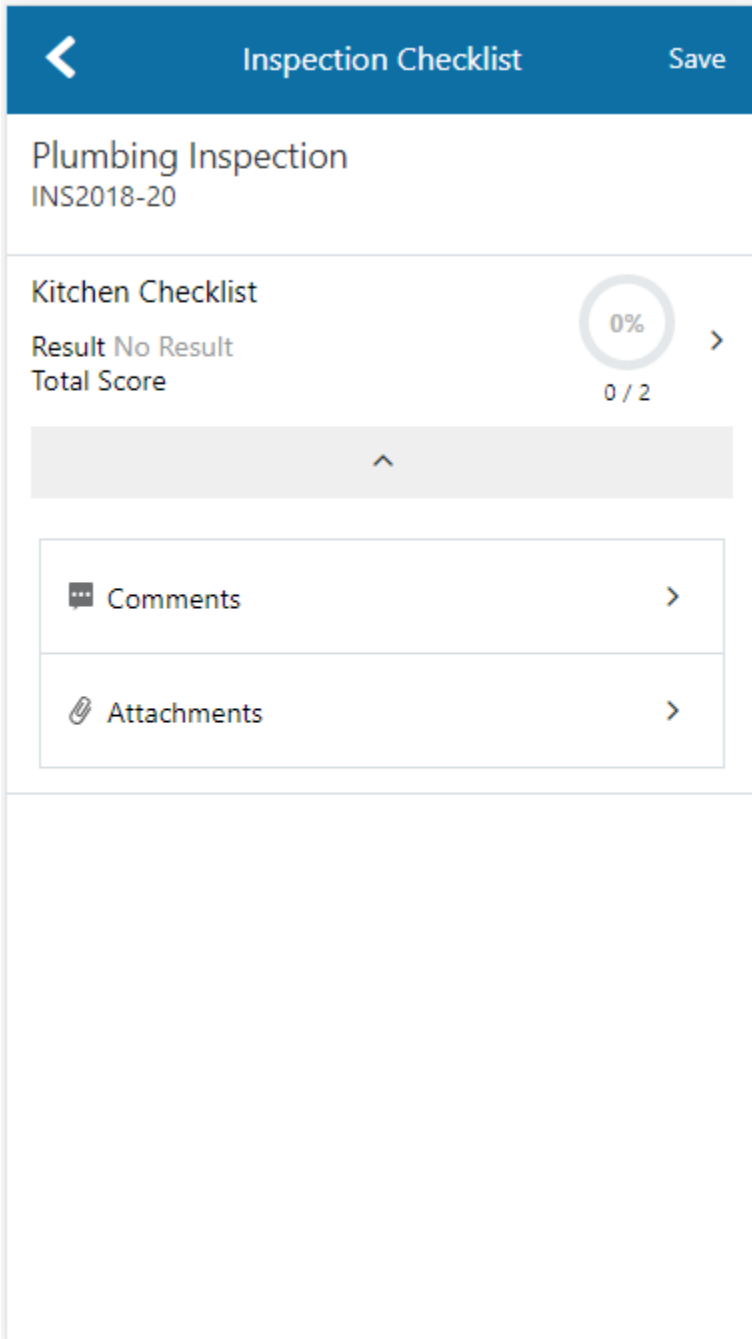 Inspection Checklist Save
Plumbing Inspection
INS2018-20
Kitchen Checklist
0%
Result No Result
Total Score
0 / 2
Comments
Attachments